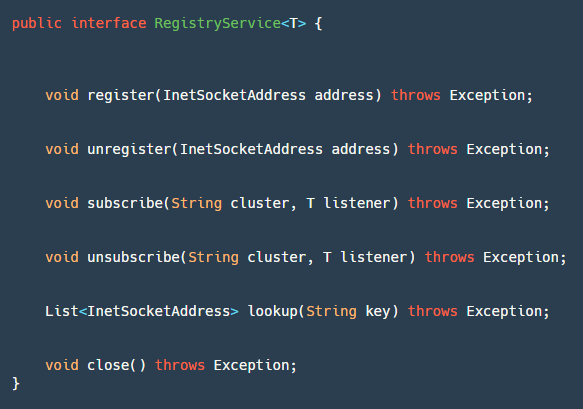 public interface RegistryService<T> {
void register(InetSocketAddress address) throws Exception;
void unregister(InetSocketAddress address) throws Exception;
void subscribe(String cluster, T listener) throws Exception;
void unsubscribe(String cluster, T listener) throws Exception;
List<InetSocketAddress> lookup(String key) throws Exception;
void close() throws Exception;
}